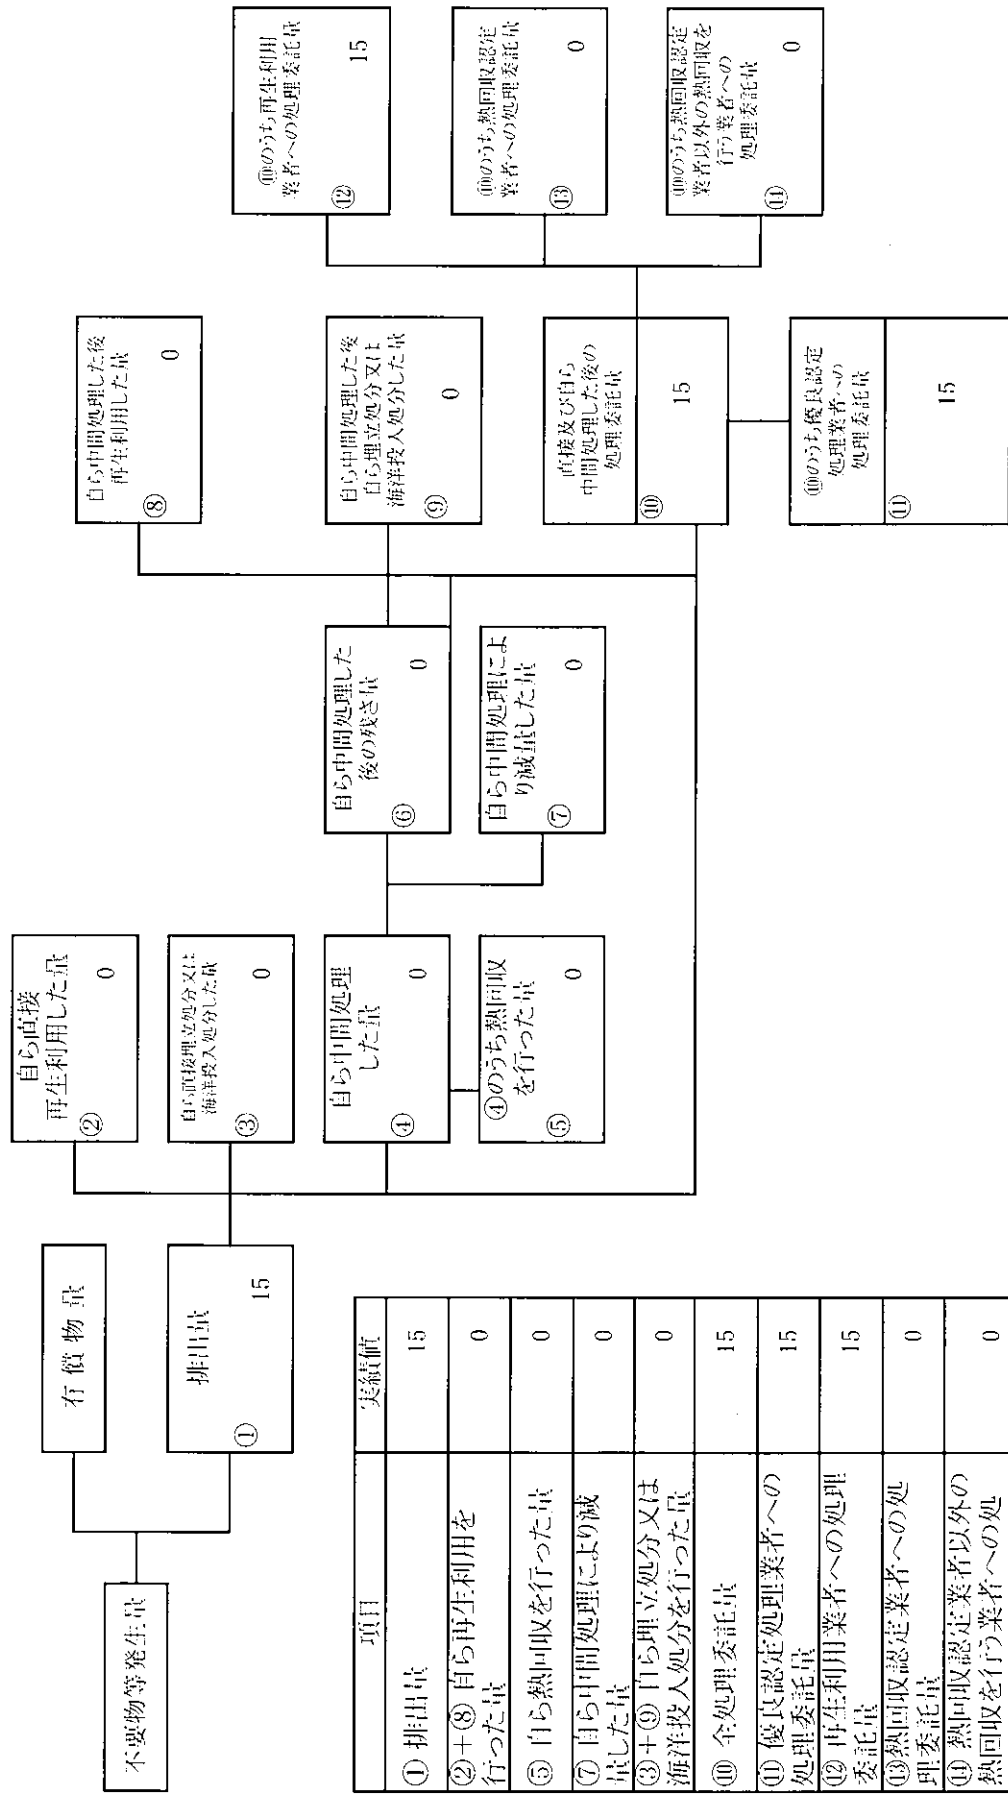 不要物等発生量
有 償 物 量
排出量
①
15
自ら直接
再生利用した量
②
0
自ら直接埋立処分又は
海洋投入処分した量
③
0
自ら中間処理
した量
④
0
④のうち熱回収
を行った量
⑤
0
自ら中間処理した
後の残さ量
⑥
0
自ら中間処理によ
り減量した量
⑦
0
自ら中間処理した後
再生利用した量
⑧
0
自ら中間処理した後
自ら埋立処分又は
海洋投入処分した量
⑨
0
直接及び自ら
中間処理した後の
処理委託量
⑩
15
⑩のうち優良認定
処理業者への
処理委託量
⑪
15
⑩のうち再生利用
業者への処理委託量
⑫
15
⑩のうち熱回収認定
業者への処理委託量
⑬
0
⑩のうち熱回収認定
業者以外の熱回収を
行う業者への
処理委託量
⑭
0
項目 実績値
① 排出量 15
②+⑧ 自ら再生利用を
行った量 0
⑤ 自ら熱回収を行った量 0
⑦ 自ら中間処理により減
量した量 0
③+⑨ 自ら埋立処分又は
海洋投入処分を行った量 0
⑩ 全処理委託量 15
⑪ 優良認定処理業者への
処理委託量 15
⑫ 再生利用業者への処理
委託量 15
⑬熱回収認定業者への処
理委託量 0
⑭ 熱回収認定業者以外の
熱回収を行う業者への処 0